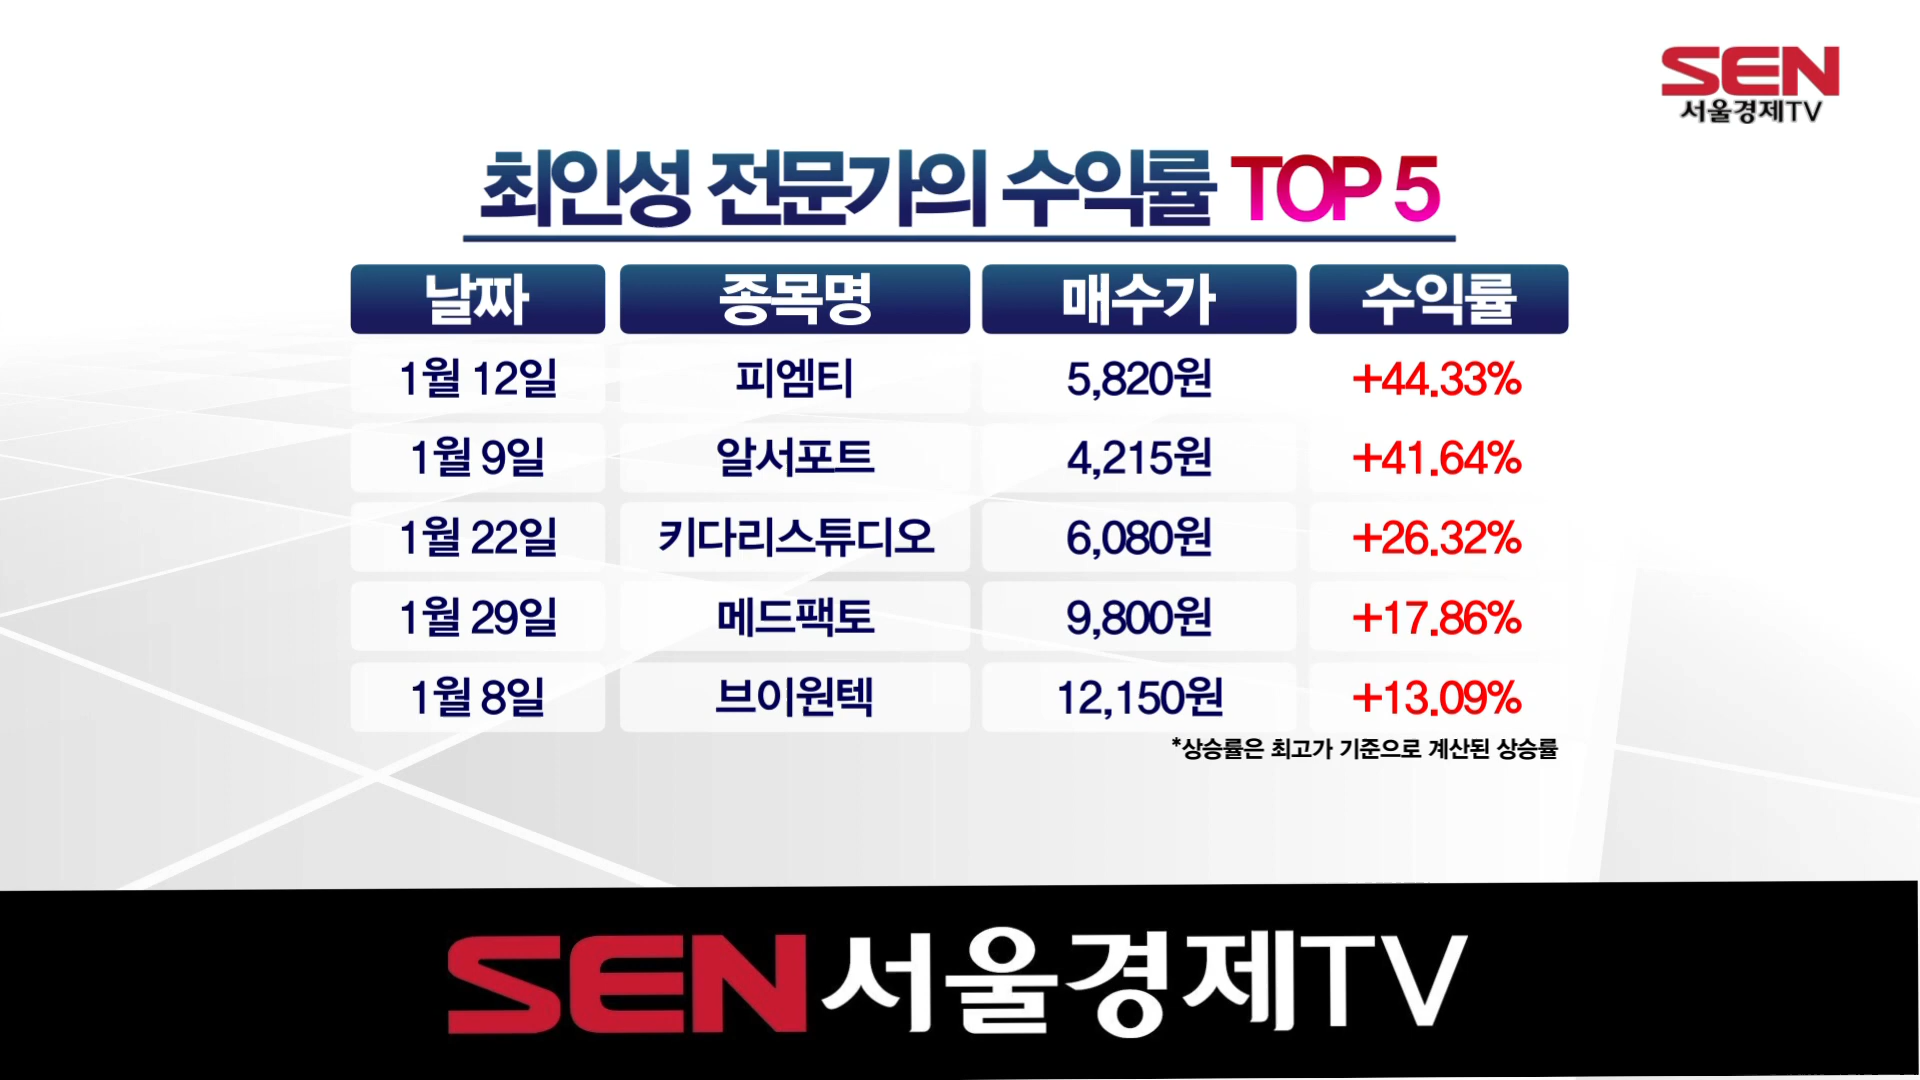 SEN
서울경제TV
최인성 전문가의 수익률 TOP 5
날짜 종목명 매수가 수익률
1월 12일 피엠티 5,820원 +44.33%
1월 9일 알서포트 4,215원 +41.64%
1월 22일 키다리스튜디오 6,080원 +26.32%
1월 29일 메드팩토 9,800원 +17.86%
1월 8일 브이원텍 12,150원 +13.09%
*상승률은 최고가 기준으로 계산된 상승률
SEN서울경제TV